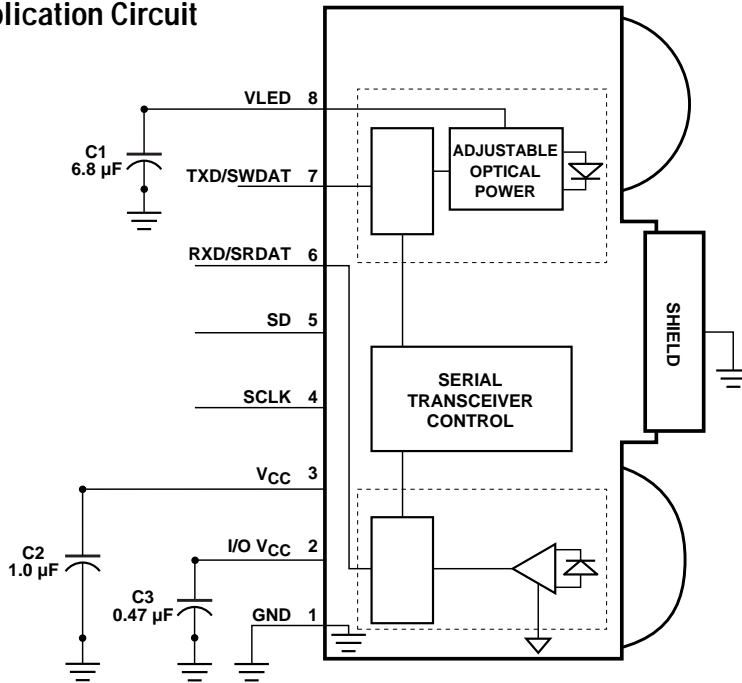 plication Circuit
VLED 8
C1
6.8 µF
TXD/SWDAT 7
ADJUSTABLE
OPTICAL
POWER
RXD/SRDAT 6
SD 5
SHIELD
SCLK 4
SERIAL
TRANSCEIVER
CONTROL
VCC 3
C2
1.0 µF
I/O VCC 2
C3
0.47 µF
GND 1